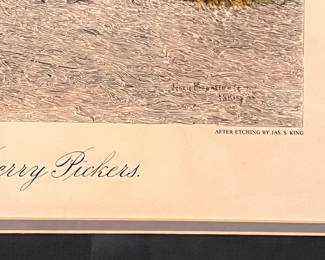 AFTER ETCHING BY JAS. S. KING
erry Pickers.